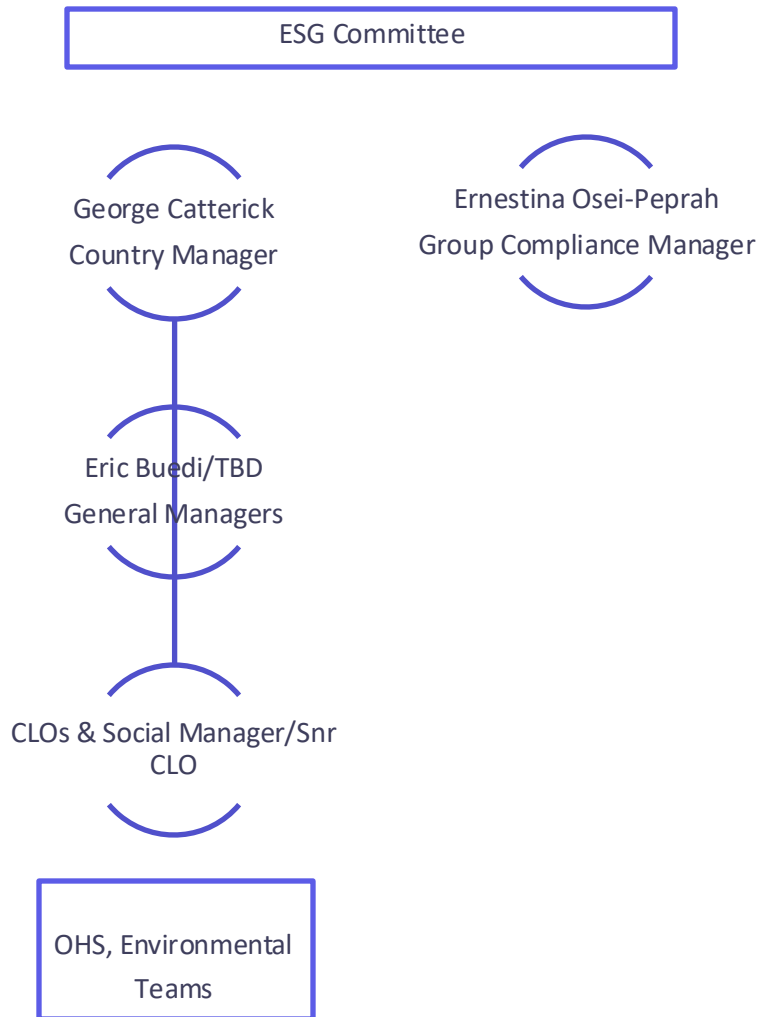 ESG Committee
George Catterick
Country Manager
Ernestina Osei-Peprah
Group Compliance Manager
Eric Buedi/TBD
General Managers
CLOs & Social Manager/Snr
CLO
OHS, Environmental
Teams